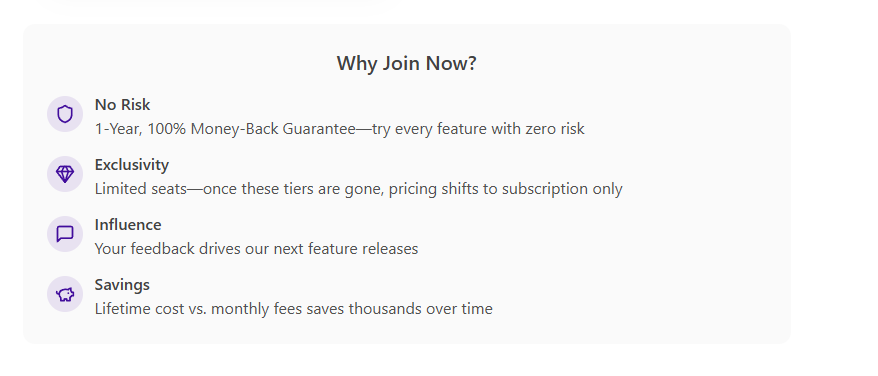 Why Join Now?
No Risk
1-Year, 100% Money-Back Guarantee—try every feature with zero risk
Exclusivity
Limited seats—once these tiers are gone, pricing shifts to subscription only
Influence
Your feedback drives our next feature releases
Savings
Lifetime cost vs. monthly fees saves thousands over time